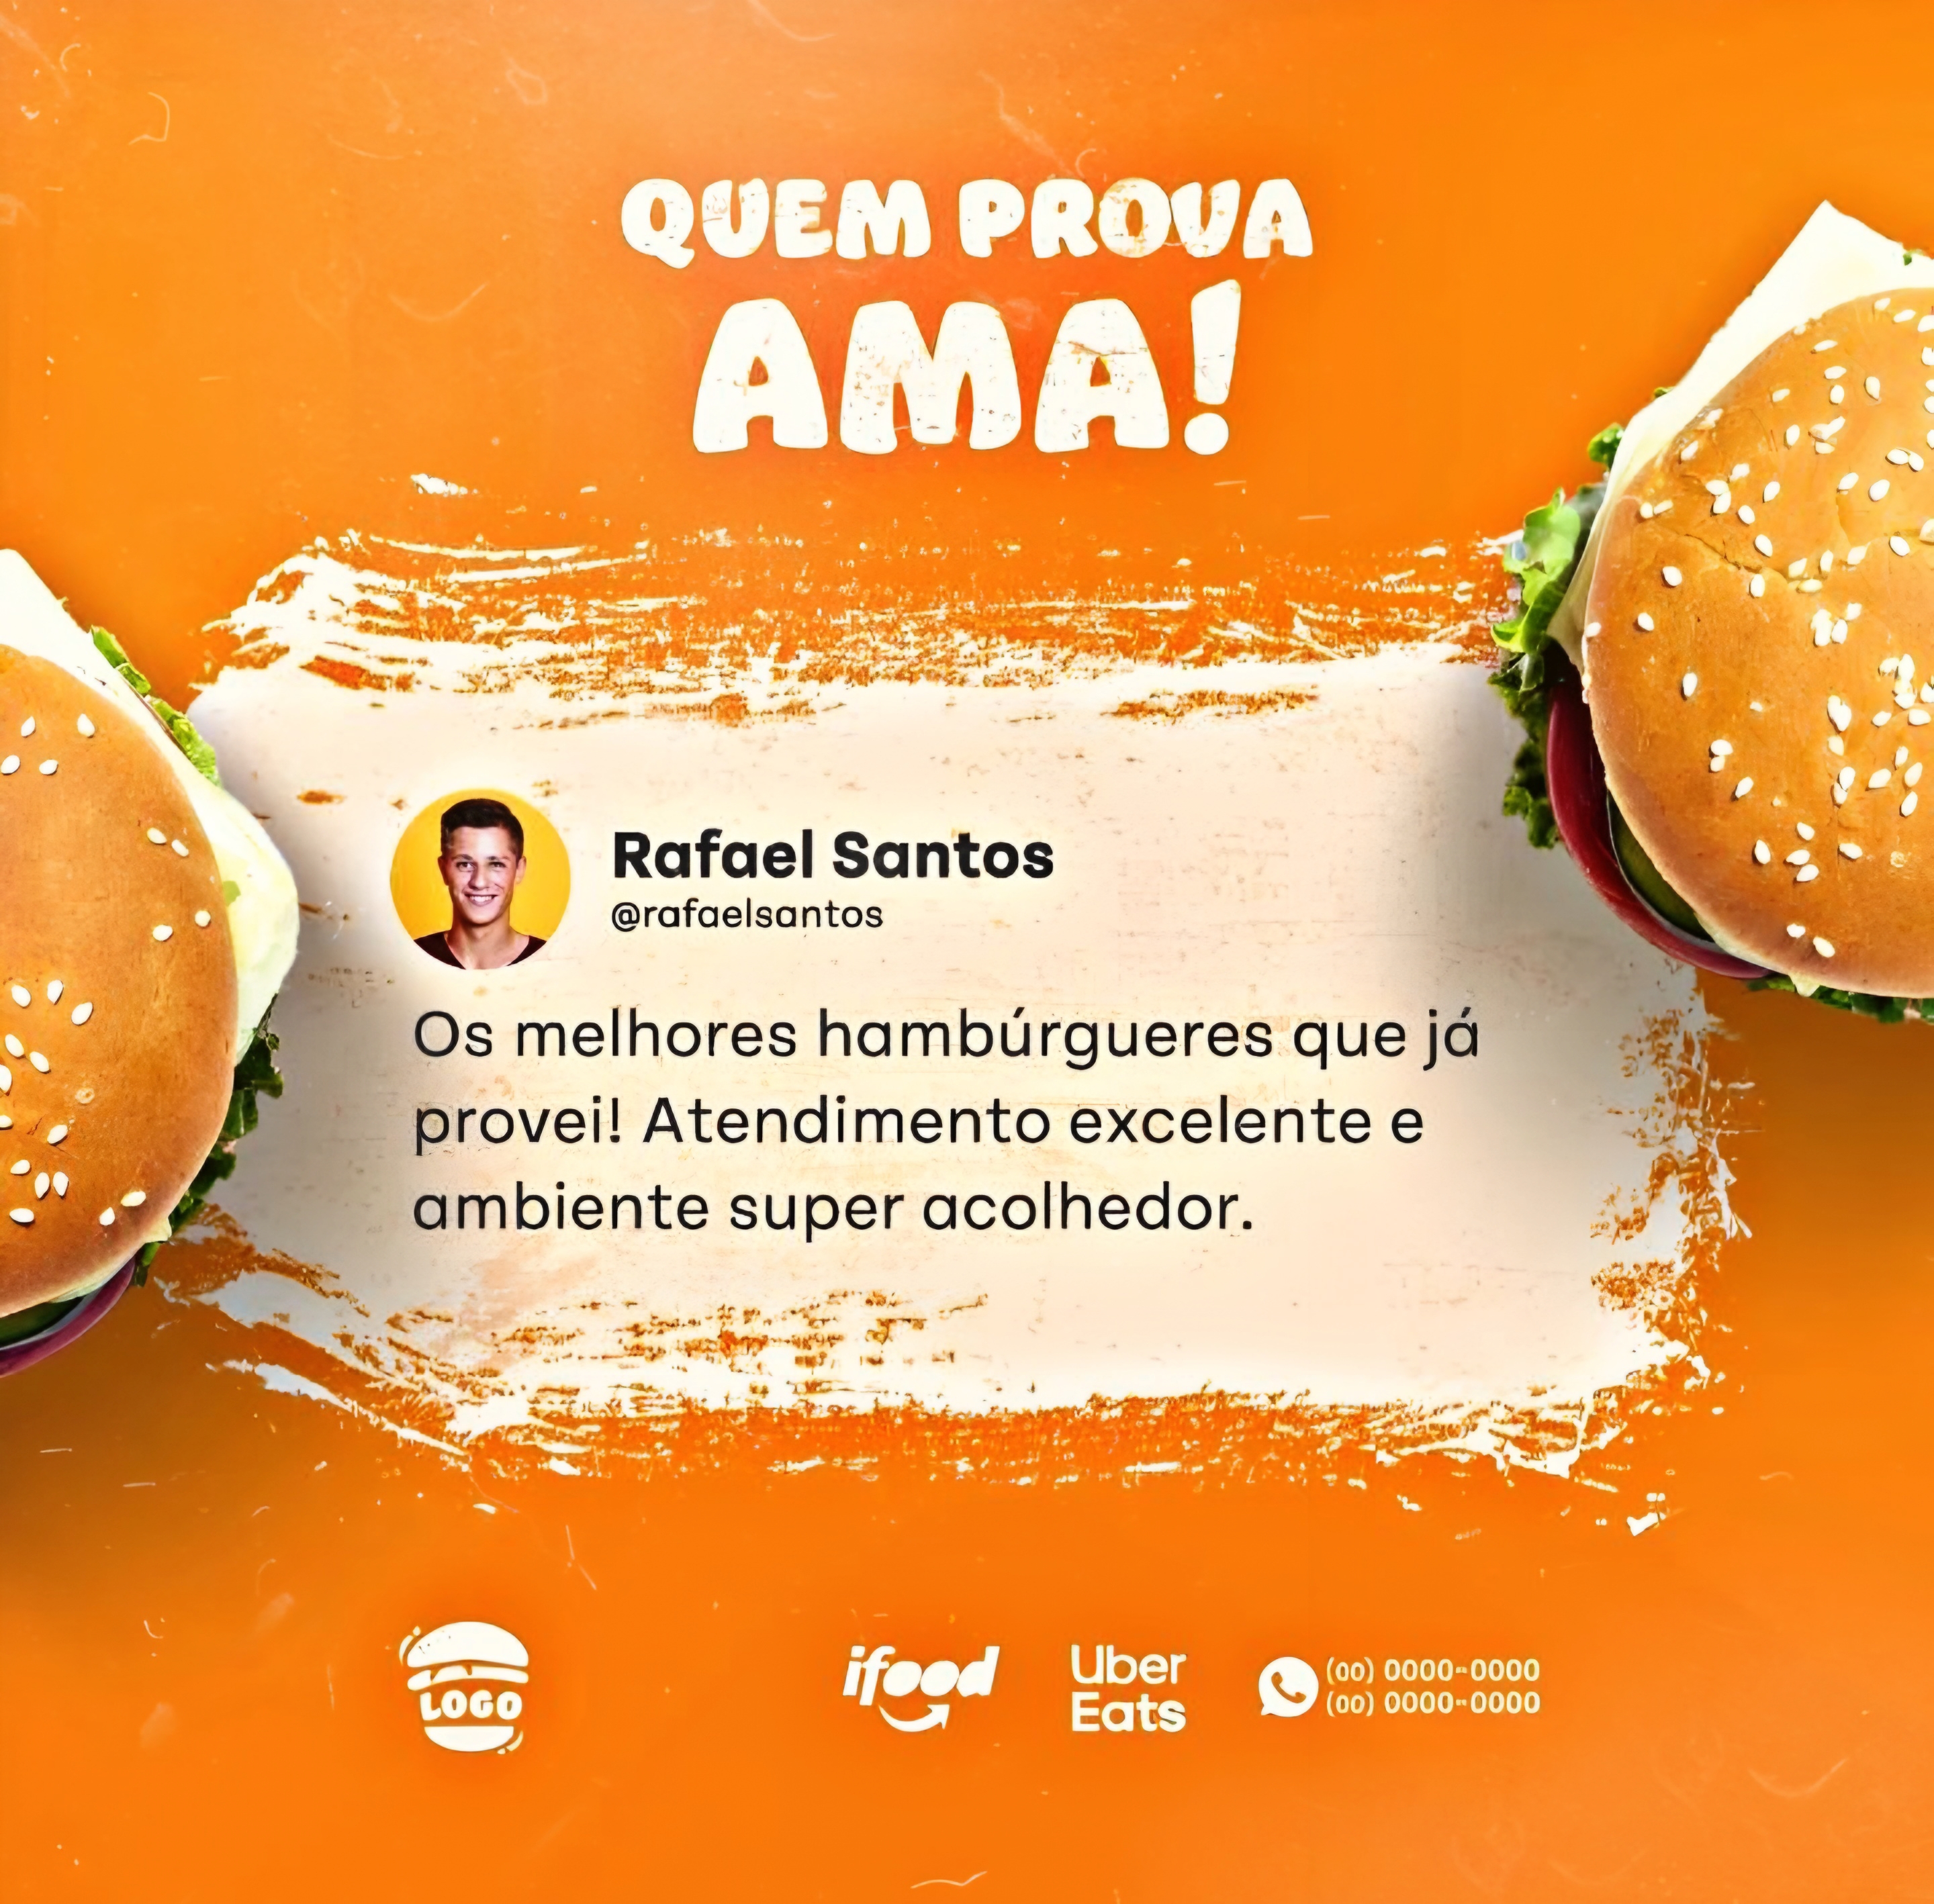 QUEM PROVA
AMA!
Rafael Santos
@rafaelsantos
Os melhores hambúrgueres que já
provei! Atendimento excelente e
ambiente super acolhedor.
LOGO
ifood
Uber
Eats
(00) 0000-0000
(00) 0000-0000